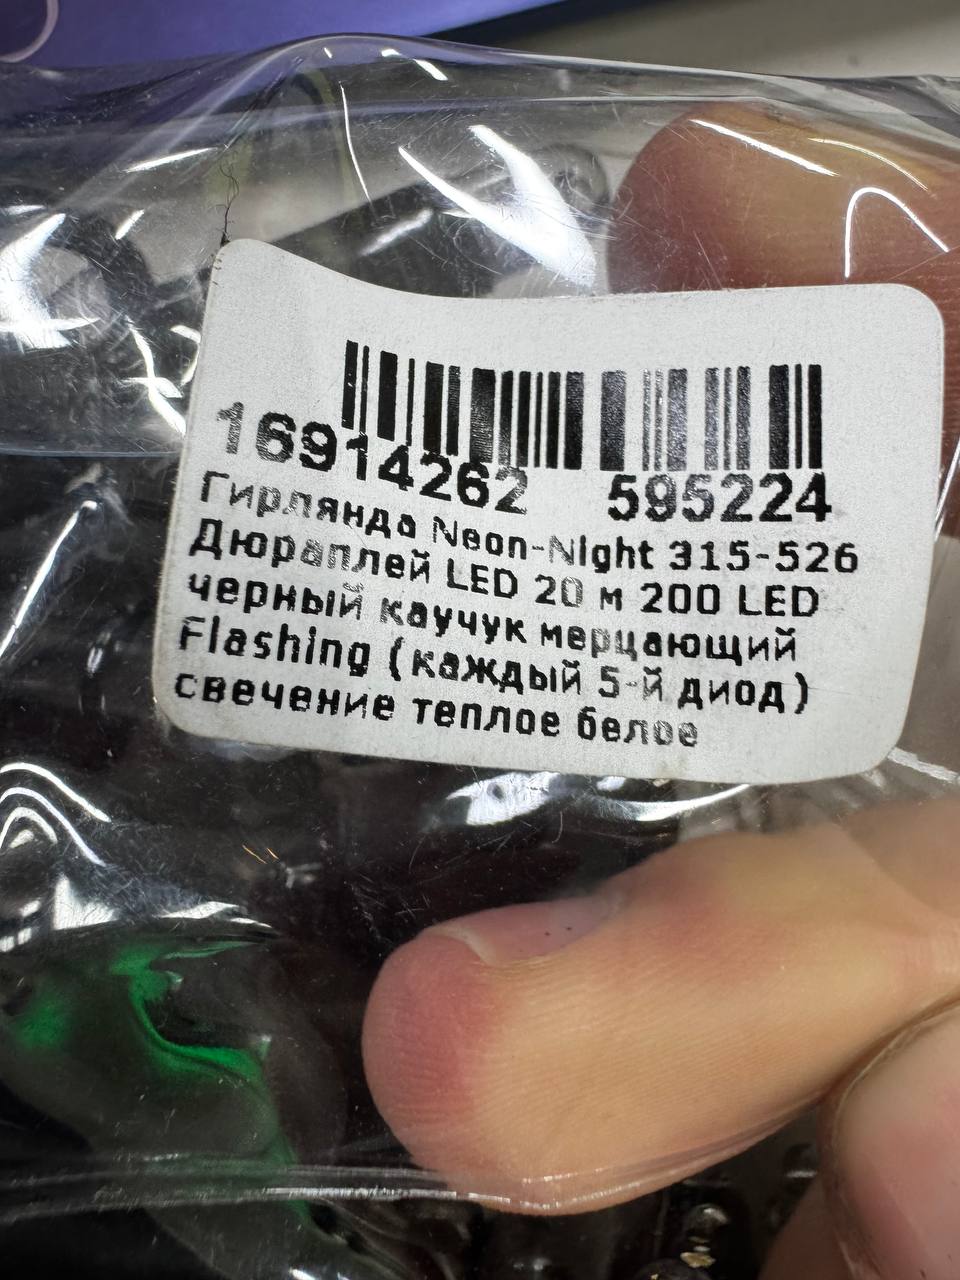 16914262 595224
Гирлянда Neon-Night 315-526
Дюраплей LED 20 м 200 LED
черный каучук мерцающий
Flashing (каждый 5-й диод)
свечение теплое белое